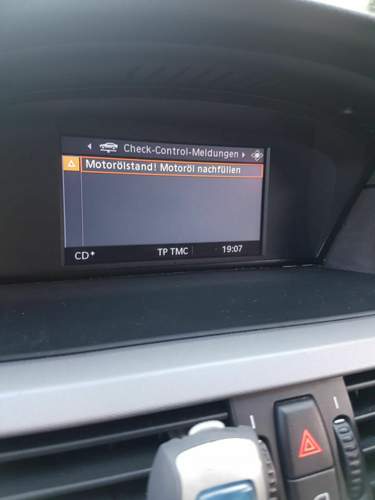 Check-Control-Meldungen
Motorölstand! Motoröl nachfüllen
CD*
TP TMC
19:07